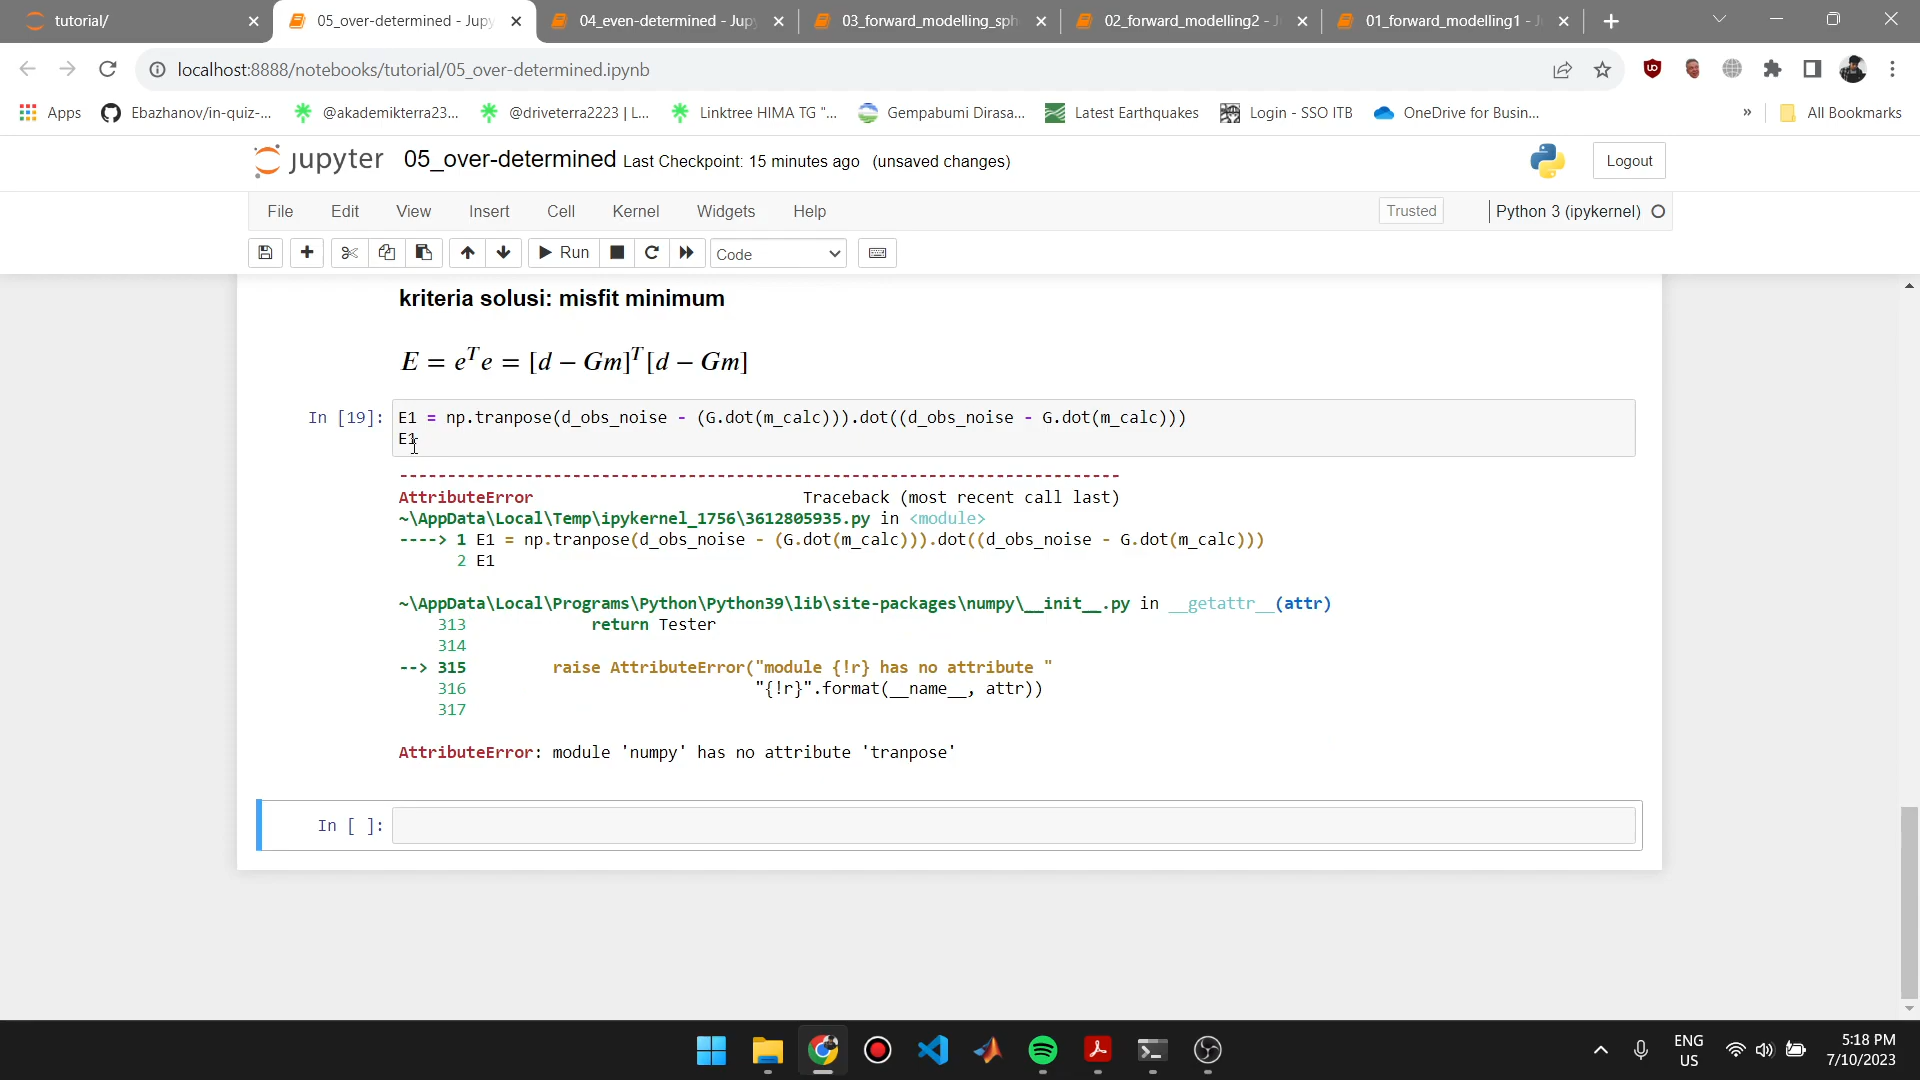 tutorial/
05_over-determined - Jupy
04_even-determined - Jup
03_forward_modelling_sph
02_forward_modelling2 - J
01_forward_modelling1 - J
localhost:8888/notebooks/tutorial/05_over-determined.ipynb
Apps
Ebazhanov/in-quiz-...
@akademikterra23...
@driveterra2223 | L...
Linktree HIMA TG "...
Gempabumi Dirasa...
Latest Earthquakes
Login - SSO ITB
OneDrive for Busin...
»
All Bookmarks
jupyter 05_over-determined Last Checkpoint: 15 minutes ago (unsaved changes)
Logout
File Edit View Insert Cell Kernel Widgets Help
Trusted
Python 3 (ipykernel)
Run
Code
kriteria solusi: misfit minimum
E = e^T e = [d − Gm]^T [d − Gm]
In [19]: E1 = np.tranpose(d_obs_noise - (G.dot(m_calc))).dot((d_obs_noise - G.dot(m_calc)))
E1
---------------------------------------------------------------------------
AttributeError Traceback (most recent call last)
~\AppData\Local\Temp\ipykernel_1756\3612805935.py in <module>
----> 1 E1 = np.tranpose(d_obs_noise - (G.dot(m_calc))).dot((d_obs_noise - G.dot(m_calc)))
2 E1
~\AppData\Local\Programs\Python\Python39\lib\site-packages\numpy\__init__.py in __getattr__(attr)
313 return Tester
314
--> 315 raise AttributeError("module {!r} has no attribute "
316 "{!r}".format(__name__, attr))
317
AttributeError: module 'numpy' has no attribute 'tranpose'
In [ ]:
ENG
US
5:18 PM
7/10/2023